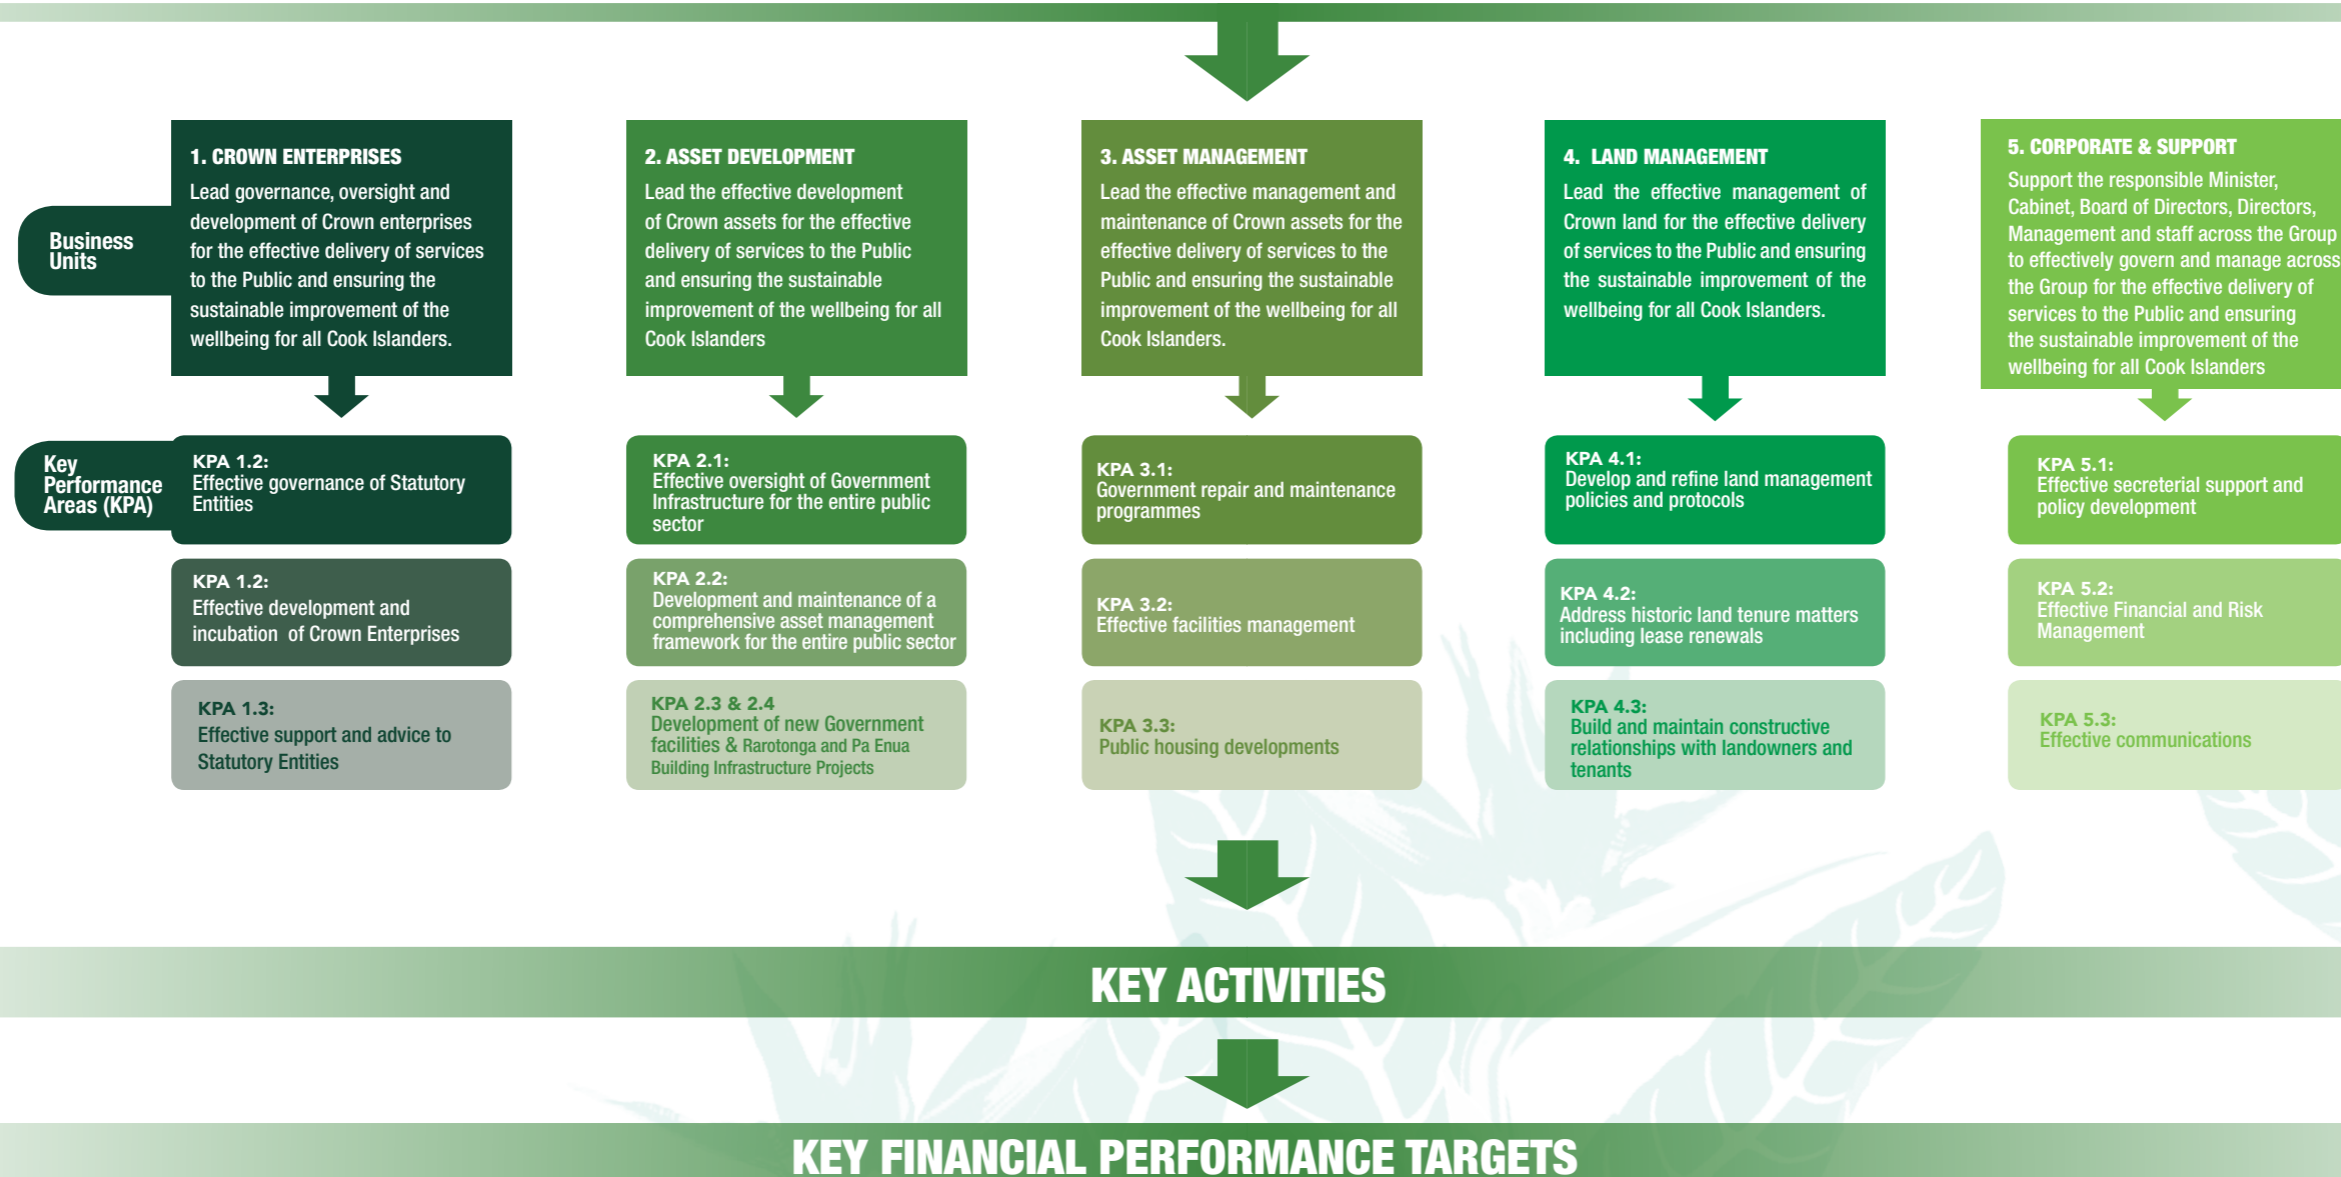 Business
Units
1. CROWN ENTERPRISES
Lead governance, oversight and
development of Crown enterprises
for the effective delivery of services
to the Public and ensuring the
sustainable improvement of the
wellbeing for all Cook Islanders.
2. ASSET DEVELOPMENT
Lead the effective development
of Crown assets for the effective
delivery of services to the Public
and ensuring the sustainable
improvement of the wellbeing for all
Cook Islanders
3. ASSET MANAGEMENT
Lead the effective management and
maintenance of Crown assets for the
effective delivery of services to the
Public and ensuring the sustainable
improvement of the wellbeing for all
Cook Islanders.
4. LAND MANAGEMENT
Lead the effective management of
Crown land for the effective delivery
of services to the Public and ensuring
the sustainable improvement of the
wellbeing for all Cook Islanders.
5. CORPORATE & SUPPORT
Support the responsible Minister,
Cabinet, Board of Directors, Directors,
Management and staff across the Group
to effectively govern and manage across
the Group for the effective delivery of
services to the Public and ensuring
the sustainable improvement of the
wellbeing for all Cook Islanders
Key
Performance
Areas (KPA)
KPA 1.2:
Effective governance of Statutory
Entities
KPA 2.1:
Effective oversight of Government
Infrastructure for the entire public
sector
KPA 3.1:
Government repair and maintenance
programmes
KPA 4.1:
Develop and refine land management
policies and protocols
KPA 5.1:
Effective secreterial support and
policy development
KPA 1.2:
Effective development and
incubation of Crown Enterprises
KPA 2.2:
Development and maintenance of a
comprehensive asset management
framework for the entire public sector
KPA 3.2:
Effective facilities management
KPA 4.2:
Address historic land tenure matters
including lease renewals
KPA 5.2:
Effective Financial and Risk
Management
KPA 1.3:
Effective support and advice to
Statutory Entities
KPA 2.3 & 2.4
Development of new Government
facilities & Rarotonga and Pa Enua
Building Infrastructure Projects
KPA 3.3:
Public housing developments
KPA 4.3:
Build and maintain constructive
relationships with landowners and
tenants
KPA 5.3:
Effective communications
KEY ACTIVITIES
KEY FINANCIAL PERFORMANCE TARGETS